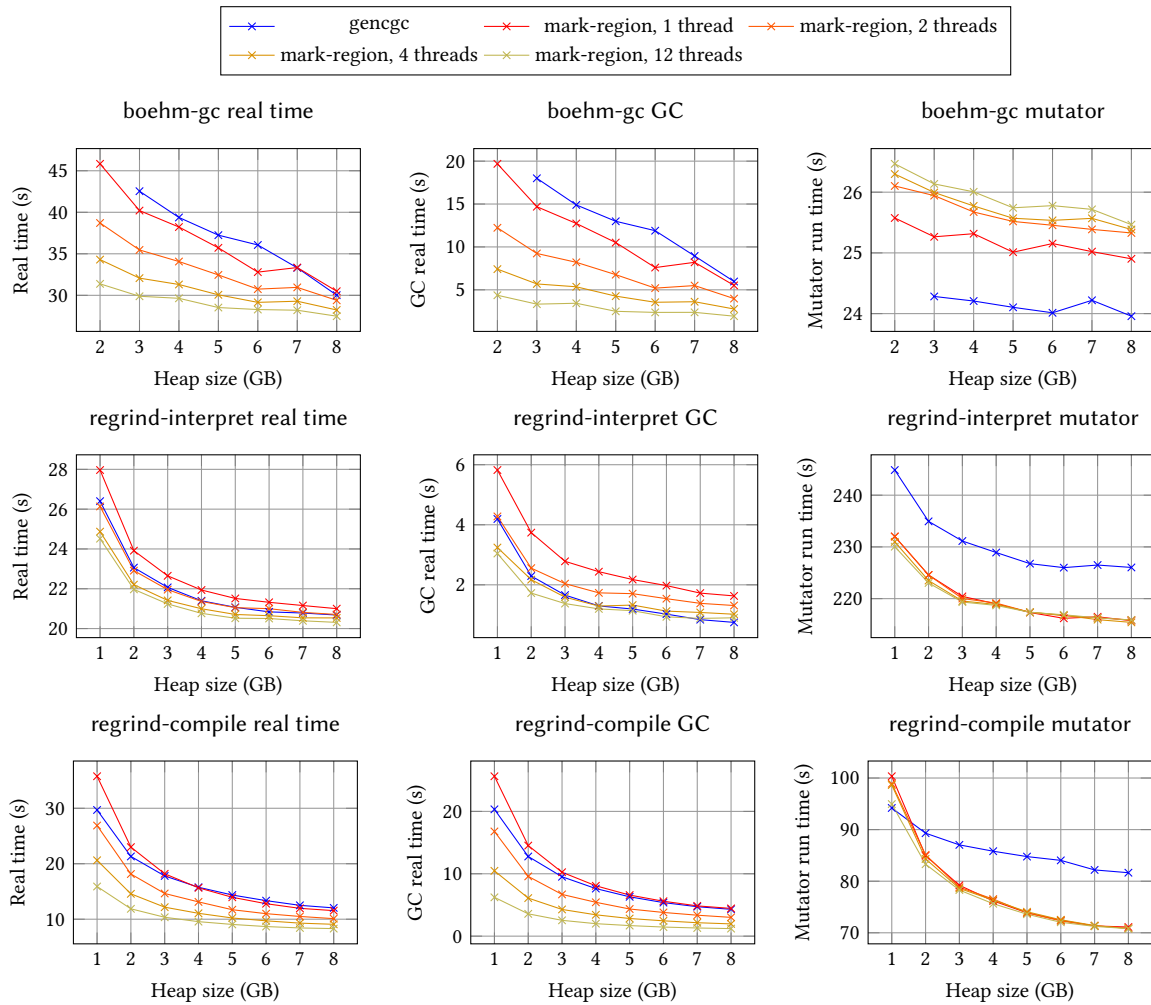 gencgc mark-region, 1 thread mark-region, 2 threads
mark-region, 4 threads mark-region, 12 threads
boehm-gc real time
Real time (s)
45
40
35
30
2 3 4 5 6 7 8
Heap size (GB)
boehm-gc GC
GC real time (s)
20
15
10
5
2 3 4 5 6 7 8
Heap size (GB)
boehm-gc mutator
Mutator run time (s)
26
25
24
2 3 4 5 6 7 8
Heap size (GB)
regrind-interpret real time
Real time (s)
28
26
24
22
20
1 2 3 4 5 6 7 8
Heap size (GB)
regrind-interpret GC
GC real time (s)
6
4
2
1 2 3 4 5 6 7 8
Heap size (GB)
regrind-interpret mutator
Mutator run time (s)
240
230
220
1 2 3 4 5 6 7 8
Heap size (GB)
regrind-compile real time
Real time (s)
30
20
10
1 2 3 4 5 6 7 8
Heap size (GB)
regrind-compile GC
GC real time (s)
20
10
0
1 2 3 4 5 6 7 8
Heap size (GB)
regrind-compile mutator
Mutator run time (s)
100
90
80
70
1 2 3 4 5 6 7 8
Heap size (GB)